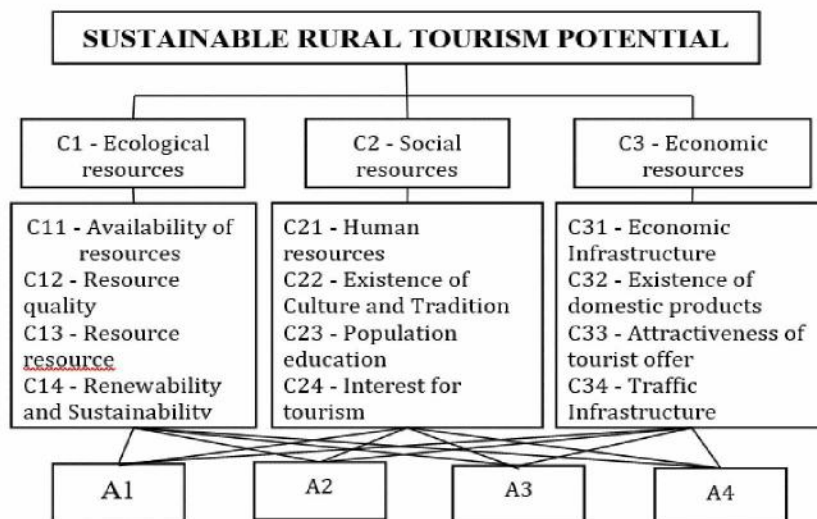 SUSTAINABLE RURAL TOURISM POTENTIAL
C1 - Ecological
resources
C2 - Social
resources
C3 - Economic
resources
C11 - Availability of
resources
C12 - Resource
quality
C13 - Resource
resource
C14 - Renewability
and Sustainability
C21 - Human
resources
C22 - Existence of
Culture and Tradition
C23 - Population
education
C24 - Interest for
tourism
C31 - Economic
Infrastructure
C32 - Existence of
domestic products
C33 - Attractiveness of
tourist offer
C34 - Traffic
Infrastructure
A1
A2
A3
A4